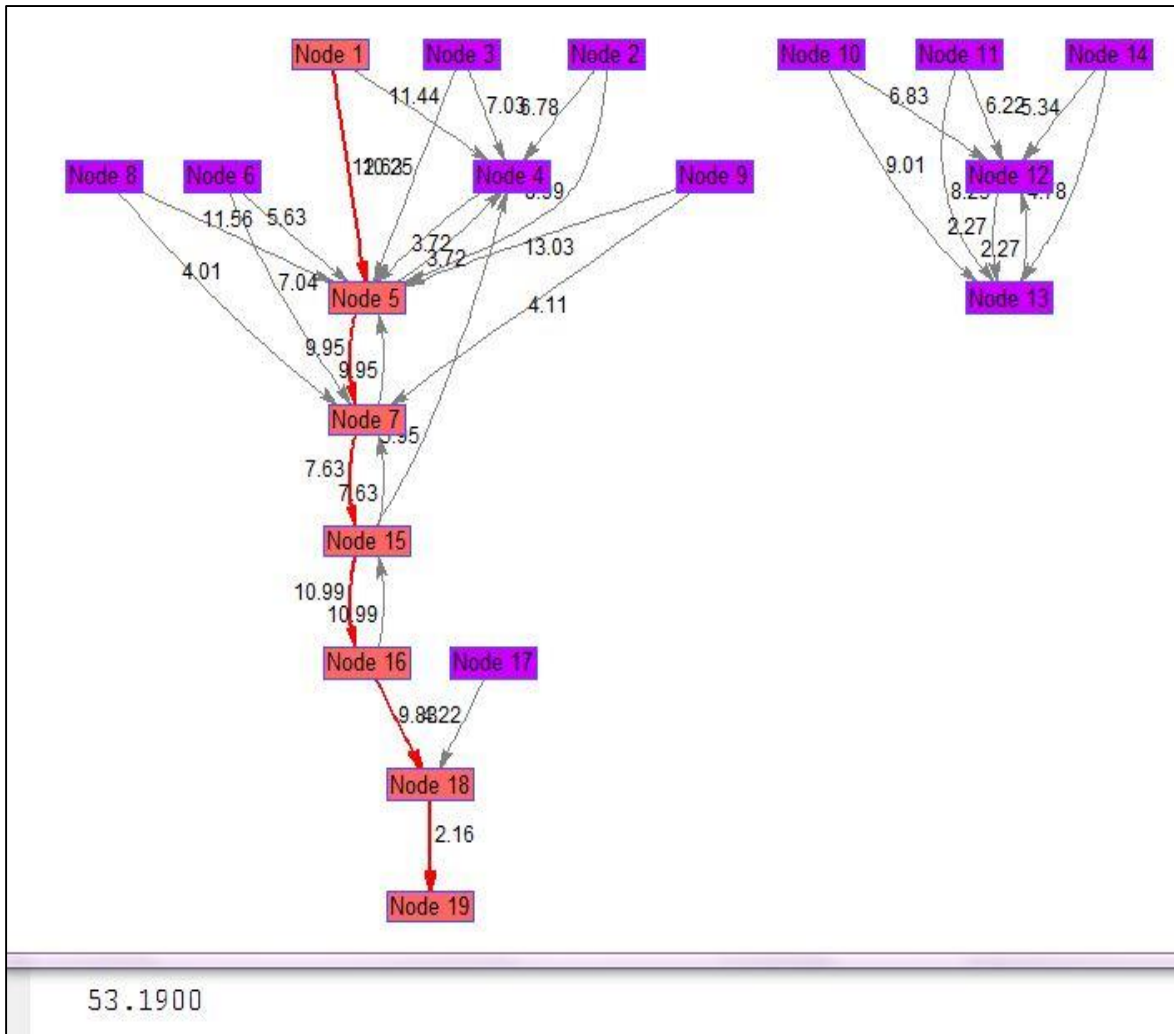 Node 1 Node 3 Node 2 Node 10 Node 11 Node 14
11.44 7.03 6.78 6.83 6.22 5.34
Node 8 Node 6 Node 4 Node 9 9.01 Node 12
11.56 5.63 3.72 3.72 13.03 2.27 2.27
4.01 7.04 4.11
Node 5 Node 13
9.95 9.95
Node 7
7.63 7.63
Node 15
10.99 10.99
Node 16 Node 17
Node 18
2.16
Node 19
53.1900